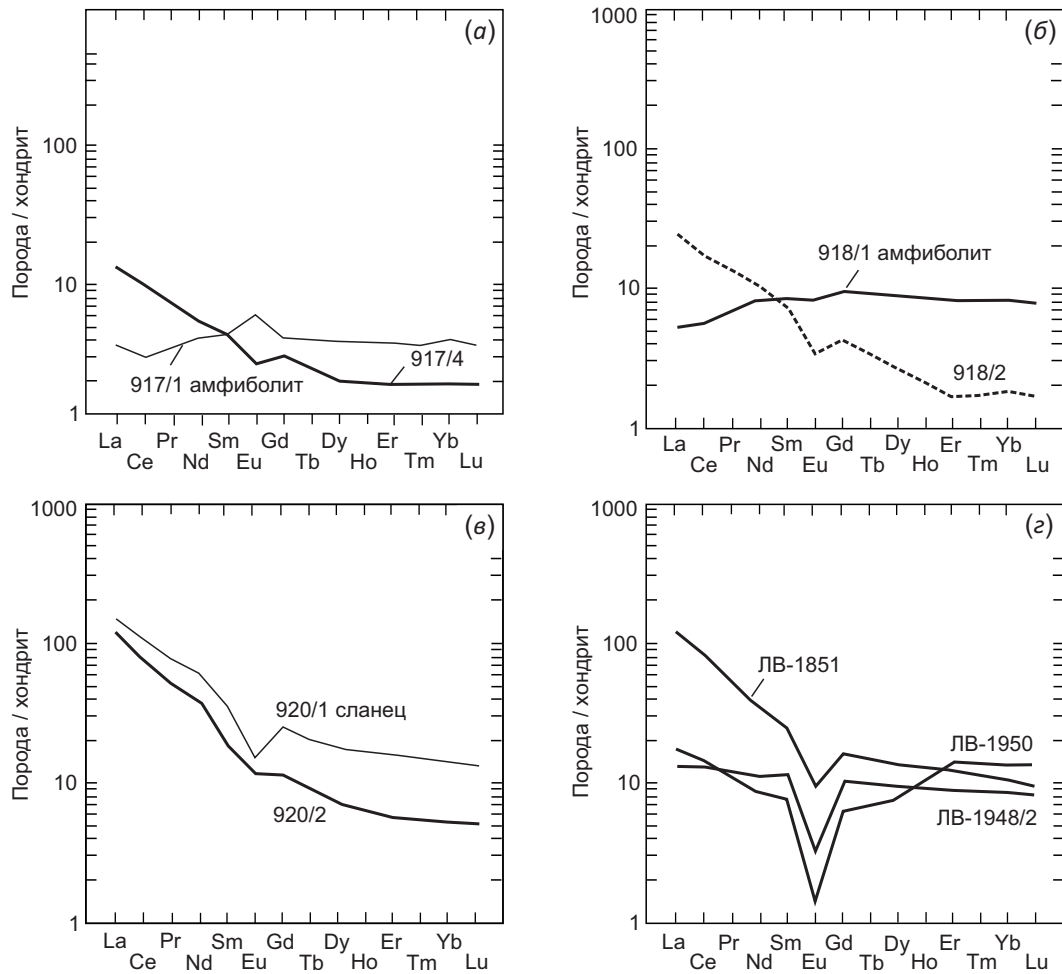 (а)
Порода / хондрит
100
10
1
917/1 амфиболит
917/4
La Ce Pr Nd Sm Eu Gd Tb Dy Ho Er Tm Yb Lu
(б)
Порода / хондрит
1000
100
10
1
918/1 амфиболит
918/2
La Ce Pr Nd Sm Eu Gd Tb Dy Ho Er Tm Yb Lu
(в)
Порода / хондрит
1000
100
10
1
920/1 сланец
920/2
La Ce Pr Nd Sm Eu Gd Tb Dy Ho Er Tm Yb Lu
(г)
Порода / хондрит
1000
100
10
1
ЛВ-1851
ЛВ-1950
ЛВ-1948/2
La Ce Pr Nd Sm Eu Gd Tb Dy Ho Er Tm Yb Lu